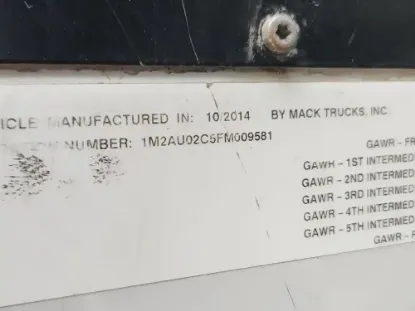 ICLE MANUFACTURED IN: 10/2014 BY MACK TRUCKS, INC.
NUMBER: 1M2AU02C5FM009581
GAWR - FR
GAWR - 1ST INTERMED
GAWR - 2ND INTERMED
GAWR - 3RD INTERMED
GAWR - 4TH INTERMED
GAWR - 5TH INTERMED
GAWR - R